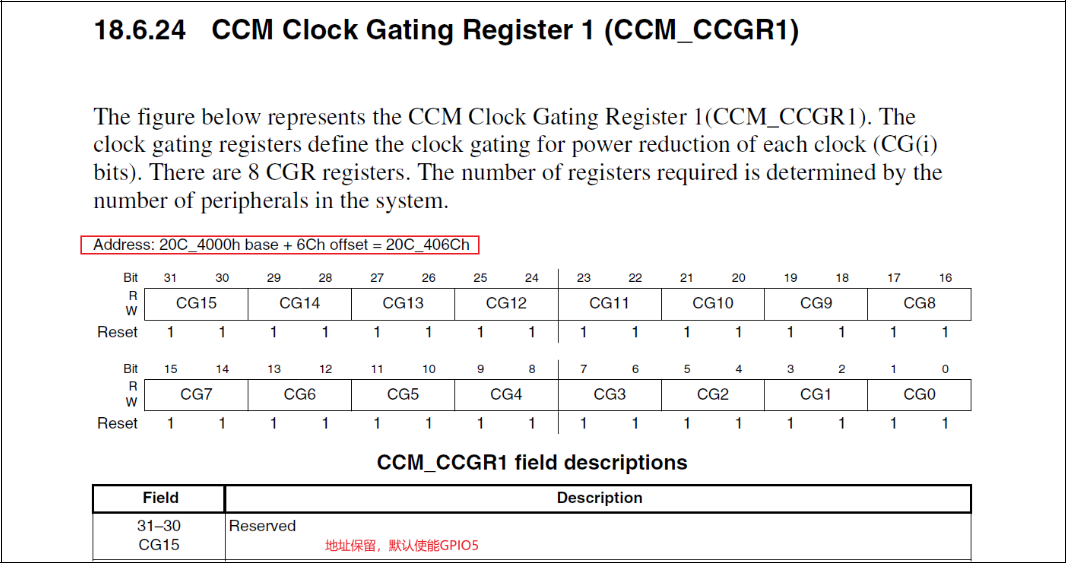 18.6.24 CCM Clock Gating Register 1 (CCM_CCGR1)
The figure below represents the CCM Clock Gating Register 1(CCM_CCGR1). The
clock gating registers define the clock gating for power reduction of each clock (CG(i)
bits). There are 8 CGR registers. The number of registers required is determined by the
number of peripherals in the system.
Address: 20C_4000h base + 6Ch offset = 20C_406Ch
Bit 31 30 29 28 27 26 25 24 23 22 21 20 19 18 17 16
R
W
CG15 CG14 CG13 CG12 CG11 CG10 CG9 CG8
Reset 1 1 1 1 1 1 1 1 1 1 1 1 1 1 1 1
Bit 15 14 13 12 11 10 9 8 7 6 5 4 3 2 1 0
R
W
CG7 CG6 CG5 CG4 CG3 CG2 CG1 CG0
Reset 1 1 1 1 1 1 1 1 1 1 1 1 1 1 1 1
CCM_CCGR1 field descriptions
Field Description
31–30 Reserved
CG15 地址保留，默认使能GPIO5